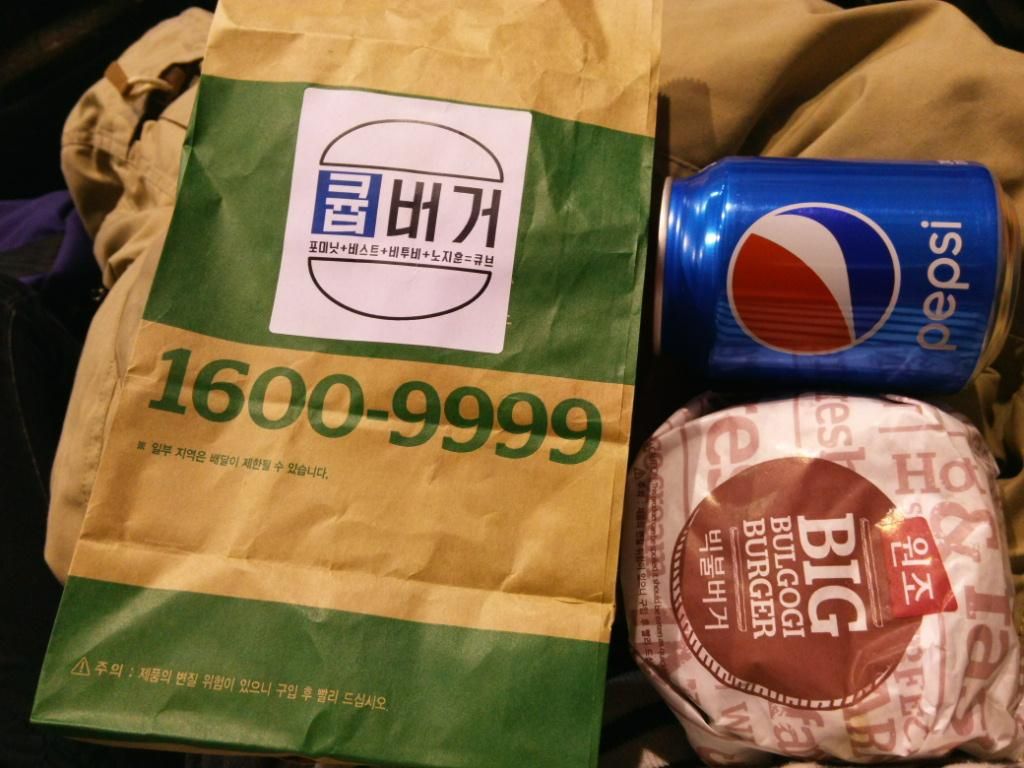 큡버거
포미닛+비스트+비투비+노지훈=큐브
1600-9999
※ 일부 지역은 배달이 제한될 수 있습니다.
⚠ 주의 : 제품의 변질 위험이 있으니 구입 후 빨리 드십시오.
pepsi
원조
BIG
BULGOGI
BURGER
빅불버거
Hot
&